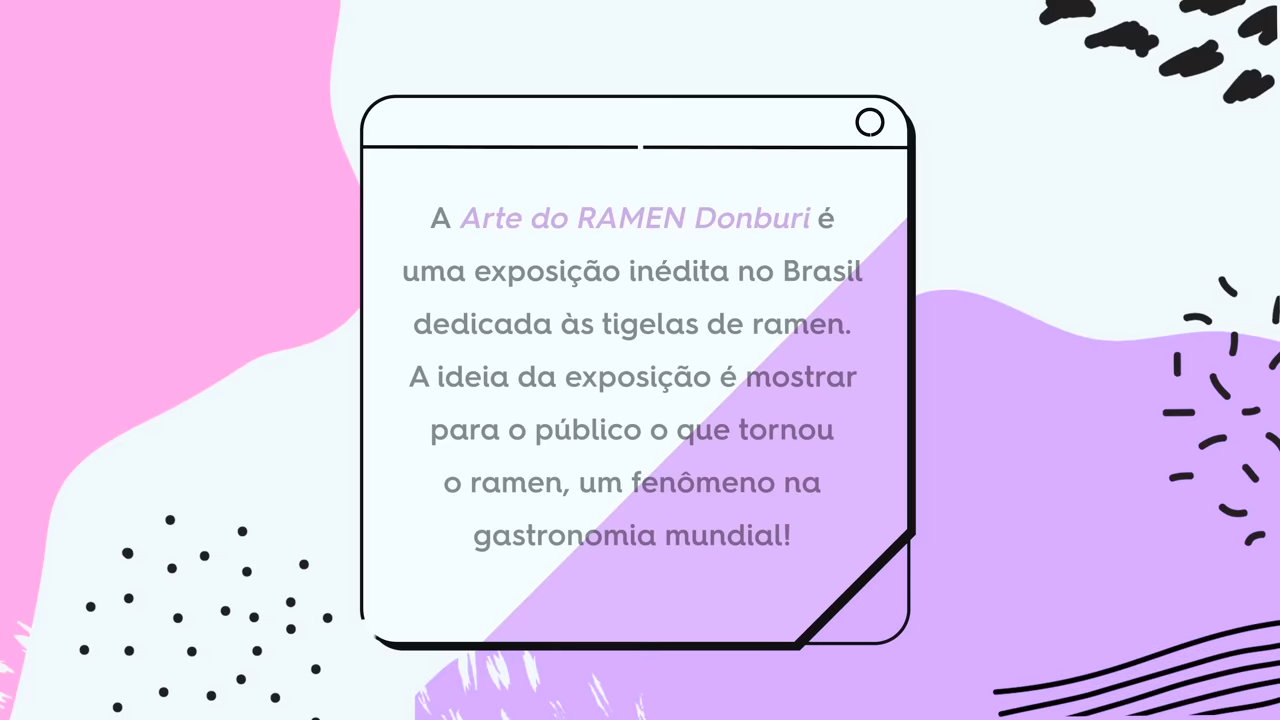 A Arte do RAMEN Donburi é
uma exposição inédita no Brasil
dedicada às tigelas de ramen.
A ideia da exposição é mostrar
para o público o que tornou
o ramen, um fenômeno na
gastronomia mundial!